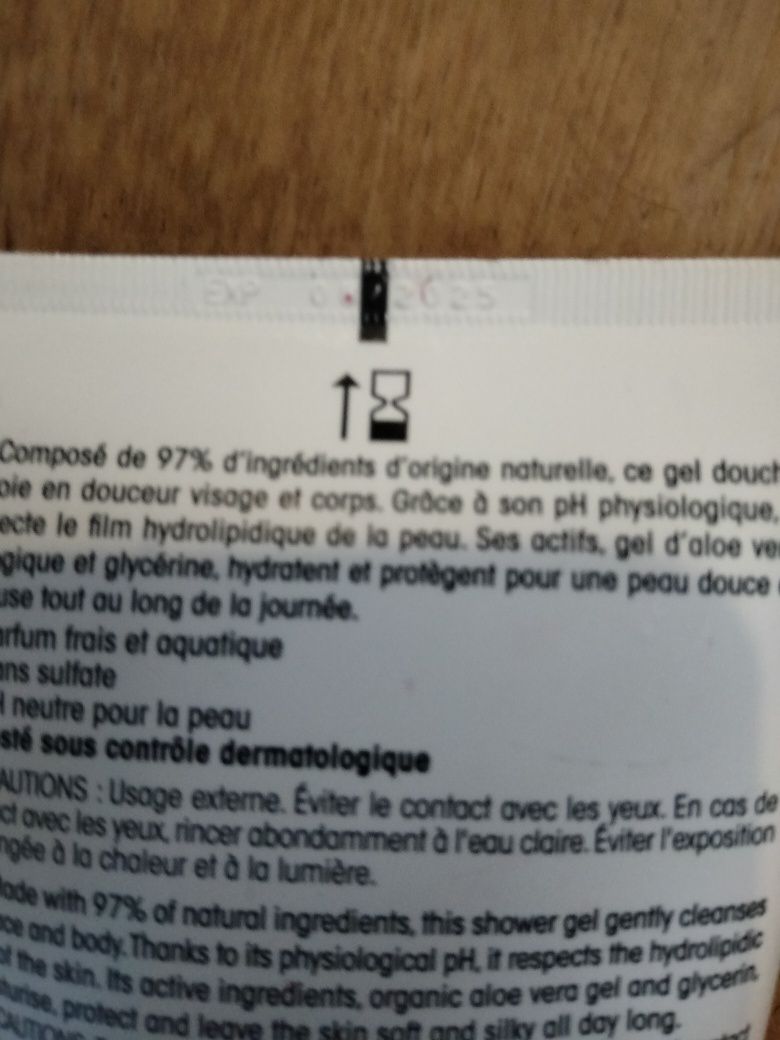 EXP 2025
Composé de 97% d'ingrédients d'origine naturelle, ce gel douch
oie en douceur visage et corps. Grâce à son pH physiologique,
ecte le film hydrolipidique de la peau. Ses actifs, gel d'aloe ve
gique et glycérine, hydratent et protègent pour une peau douce
use tout au long de la journée.
arfum frais et aquatique
ans sulfate
H neutre pour la peau
sté sous contrôle dermatologique
AUTIONS : Usage externe. Éviter le contact avec les yeux. En cas de
ct avec les yeux, rincer abondamment à l'eau claire. Éviter l'exposition
ngée à la chaleur et à la lumière.
ade with 97% of natural ingredients, this shower gel gently cleanses
ce and body. Thanks to its physiological pH, it respects the hydrolipidic
of the skin. Its active ingredients, organic aloe vera gel and glycerin,
turise, protect and leave the skin soft and silky all day long.